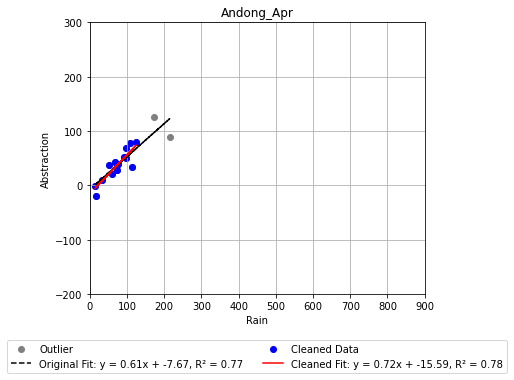 Andong_Apr
300
200
100
0
−100
−200
Abstraction
0 100 200 300 400 500 600 700 800 900
Rain
Outlier Cleaned Data
Original Fit: y = 0.61x + -7.67, R² = 0.77 Cleaned Fit: y = 0.72x + -15.59, R² = 0.78